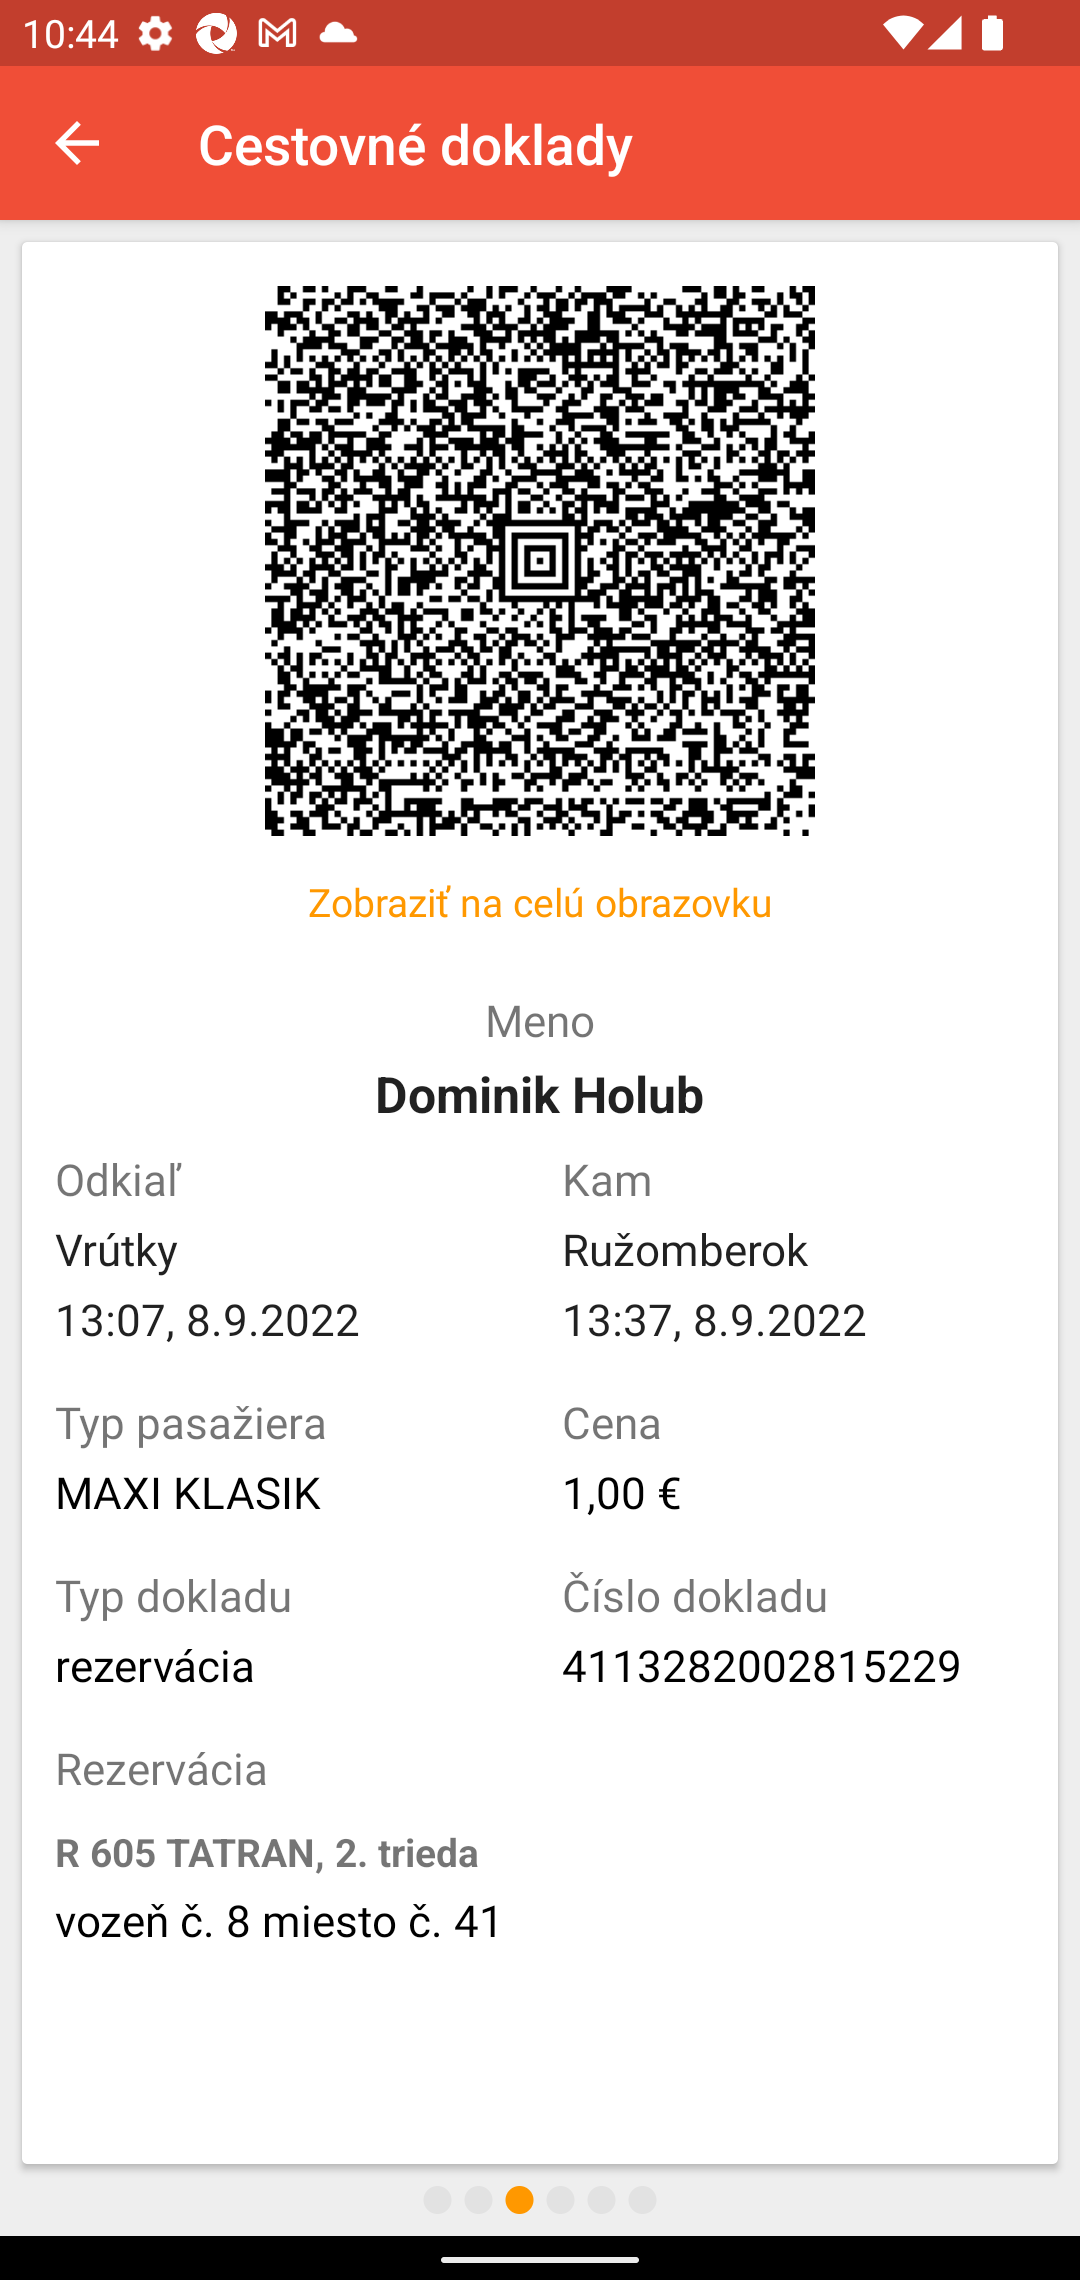 10:44
Cestovné doklady
Zobraziť na celú obrazovku
Meno
Dominik Holub
Odkiaľ
Kam
Vrútky
Ružomberok
13:07, 8.9.2022
13:37, 8.9.2022
Typ pasažiera
Cena
MAXI KLASIK
1,00 €
Typ dokladu
Číslo dokladu
rezervácia
4113282002815229
Rezervácia
R 605 TATRAN, 2. trieda
vozeň č. 8 miesto č. 41